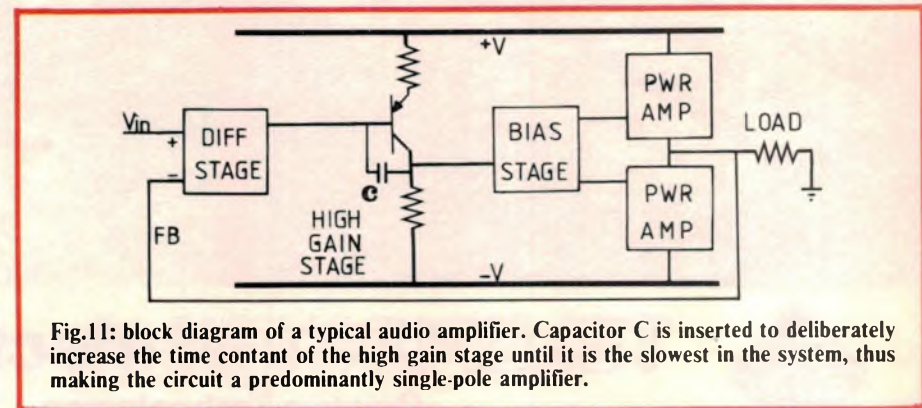 +V
PWR
AMP
LOAD
Vin
+
DIFF
STAGE
BIAS
STAGE
−
C
PWR
AMP
FB
HIGH
GAIN
STAGE
−V
Fig.11: block diagram of a typical audio amplifier. Capacitor C is inserted to deliberately
increase the time contant of the high gain stage until it is the slowest in the system, thus
making the circuit a predominantly single-pole amplifier.